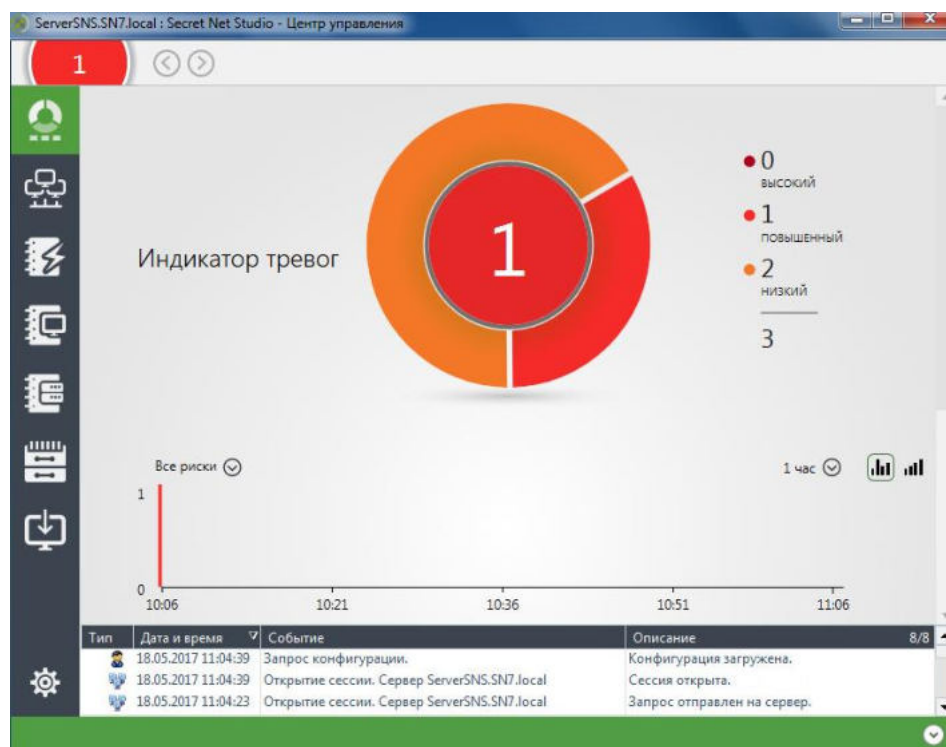 ServerSNS.SN7.local : Secret Net Studio - Центр управления
1
Индикатор тревог
1
0
высокий
1
повышенный
2
низкий
3
Все риски
1 час
1
0
10:06 10:21 10:36 10:51 11:06
Тип Дата и время Событие Описание 8/8
18.05.2017 11:04:39 Запрос конфигурации. Конфигурация загружена.
18.05.2017 11:04:39 Открытие сессии. Сервер ServerSNS.SN7.local Сессия открыта.
18.05.2017 11:04:23 Открытие сессии. Сервер ServerSNS.SN7.local Запрос отправлен на сервер.